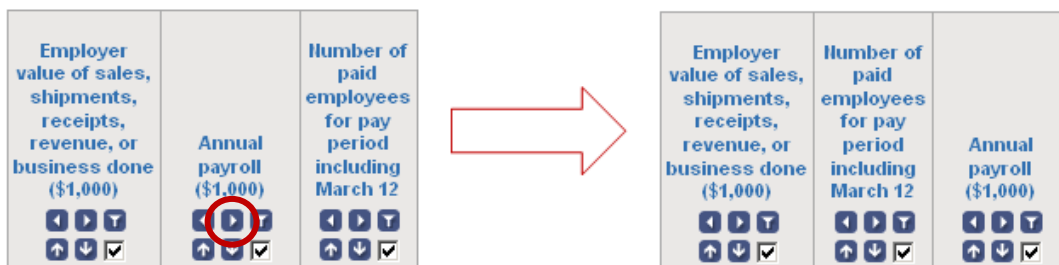 Employer
value of sales,
shipments,
receipts,
revenue, or
business done
($1,000)
Annual
payroll
($1,000)
Number of
paid
employees
for pay
period
including
March 12
Employer
value of sales,
shipments,
receipts,
revenue, or
business done
($1,000)
Number of
paid
employees
for pay
period
including
March 12
Annual
payroll
($1,000)